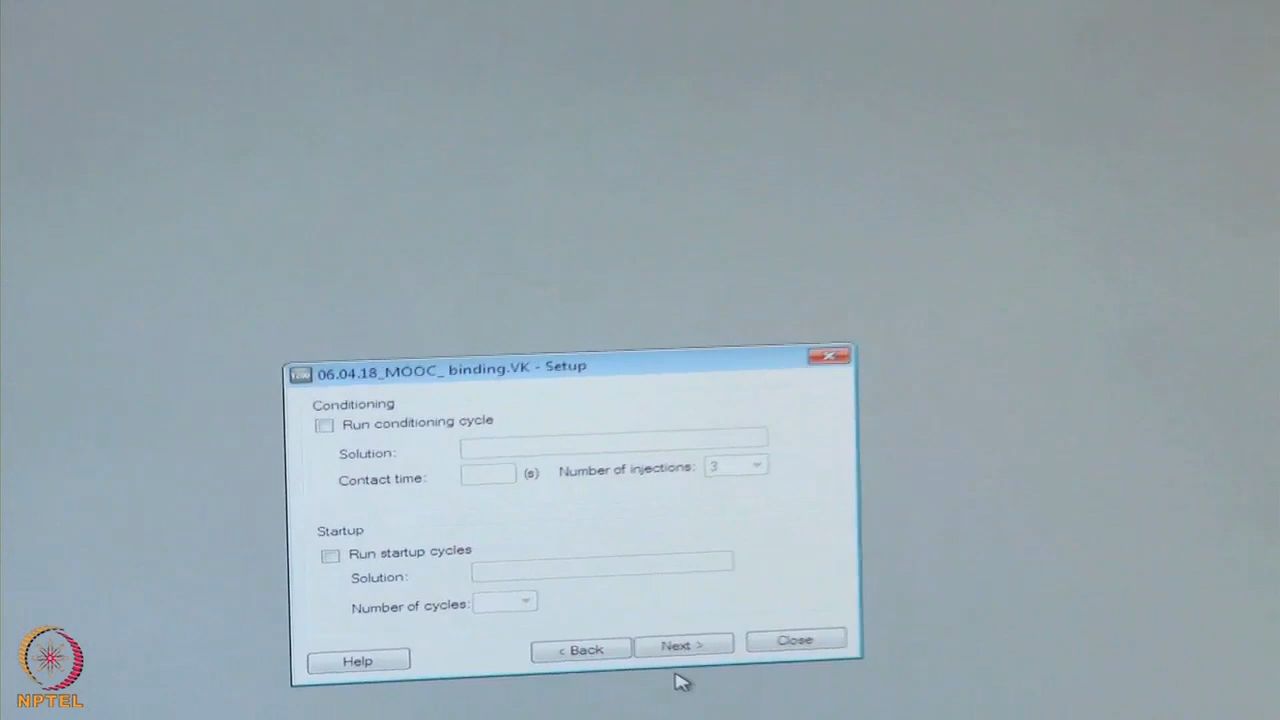 06.04.18_MOOC_ binding.VK - Setup
Conditioning
Run conditioning cycle
Solution:
Contact time: (s) Number of injections: 3
Startup
Run startup cycles
Solution:
Number of cycles:
Help < Back Next > Close
NPTEL